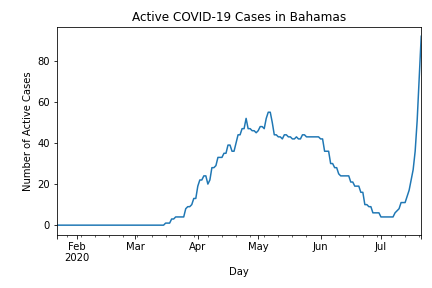 Active COVID-19 Cases in Bahamas
Number of Active Cases
80
60
40
20
0
Feb Mar Apr May Jun Jul
2020
Day